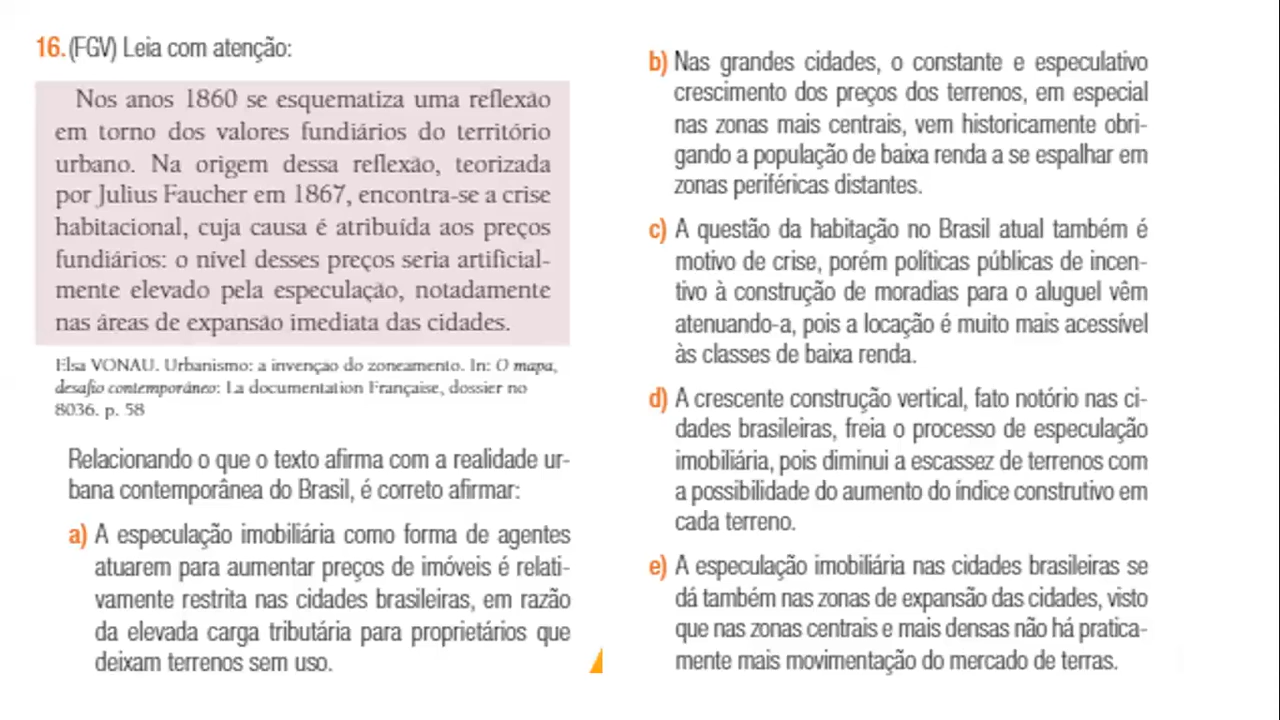 16. (FGV) Leia com atenção:
Nos anos 1860 se esquematiza uma reflexão
em torno dos valores fundiários do território
urbano. Na origem dessa reflexão, teorizada
por Julius Faucher em 1867, encontra-se a crise
habitacional, cuja causa é atribuída aos preços
fundiários: o nível desses preços seria artificial-
mente elevado pela especulação, notadamente
nas áreas de expansão imediata das cidades.
Elsa VONAU. Urbanismo: a invenção do zoneamento. In: O mapa,
desafio contemporâneo: La documentation Française, dossier no
8036. p. 58
Relacionando o que o texto afirma com a realidade ur-
bana contemporânea do Brasil, é correto afirmar:
a) A especulação imobiliária como forma de agentes
atuarem para aumentar preços de imóveis é relati-
vamente restrita nas cidades brasileiras, em razão
da elevada carga tributária para proprietários que
deixam terrenos sem uso.
b) Nas grandes cidades, o constante e especulativo
crescimento dos preços dos terrenos, em especial
nas zonas mais centrais, vem historicamente obri-
gando a população de baixa renda a se espalhar em
zonas periféricas distantes.
c) A questão da habitação no Brasil atual também é
motivo de crise, porém políticas públicas de incen-
tivo à construção de moradias para o aluguel vêm
atenuando-a, pois a locação é muito mais acessível
às classes de baixa renda.
d) A crescente construção vertical, fato notório nas ci-
dades brasileiras, freia o processo de especulação
imobiliária, pois diminui a escassez de terrenos com
a possibilidade do aumento do índice construtivo em
cada terreno.
e) A especulação imobiliária nas cidades brasileiras se
dá também nas zonas de expansão das cidades, visto
que nas zonas centrais e mais densas não há pratica-
mente mais movimentação do mercado de terras.